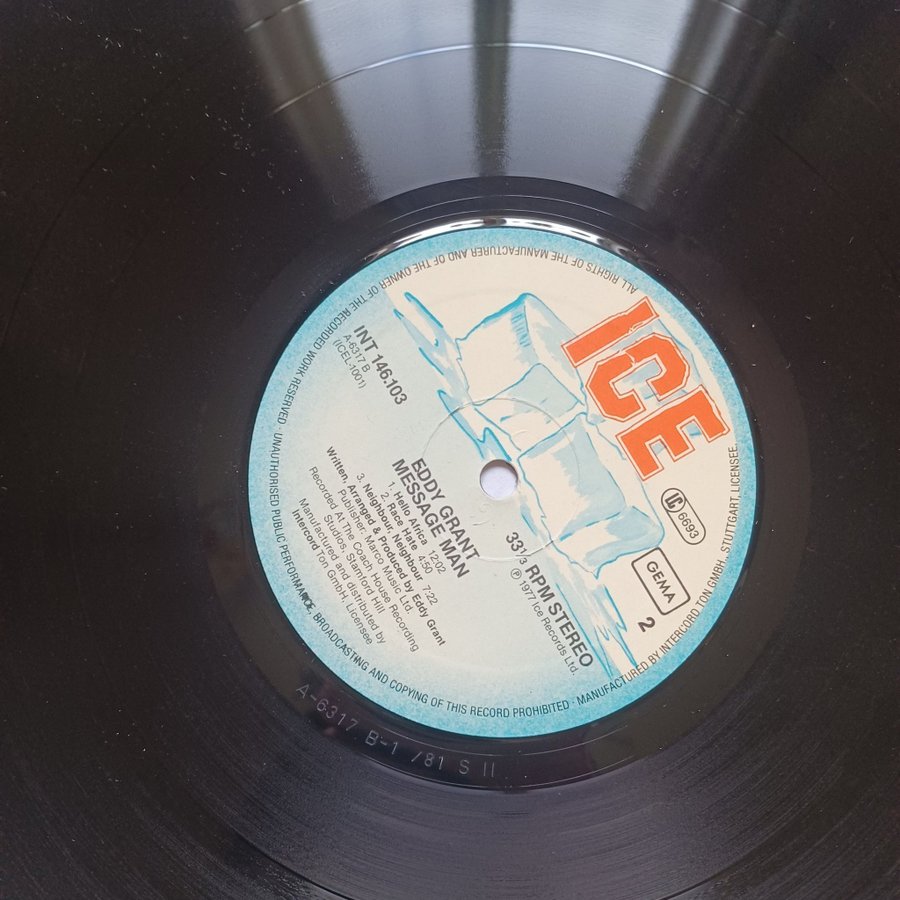 ICE
LC 6693
GEMA
2
INT 146.103
A-6317 B
(ICEL-1001)
33⅓ RPM STEREO
℗ 1977 Ice Records Ltd.
EDDY GRANT
MESSAGE MAN
1. Hello Africa 12:02
2. Race Hate 4:50
3. Neighbour, Neighbour 7:22
Written, Arranged & Produced by Eddy Grant
Publisher: Marco Music Ltd.
Recorded At The Coach House Recording
Studios, Stamford Hill
Manufactured and distributed by
Intercord Ton GmbH, Licensee
ALL RIGHTS OF THE MANUFACTURER AND OF THE OWNER OF THE RECORDED WORK RESERVED · UNAUTHORISED PUBLIC PERFORMANCE, BROADCASTING AND COPYING OF THIS RECORD PROHIBITED · MANUFACTURED BY INTERCORD TON GMBH, STUTTGART, LICENSEE
A-6317 B-1 /81 S II